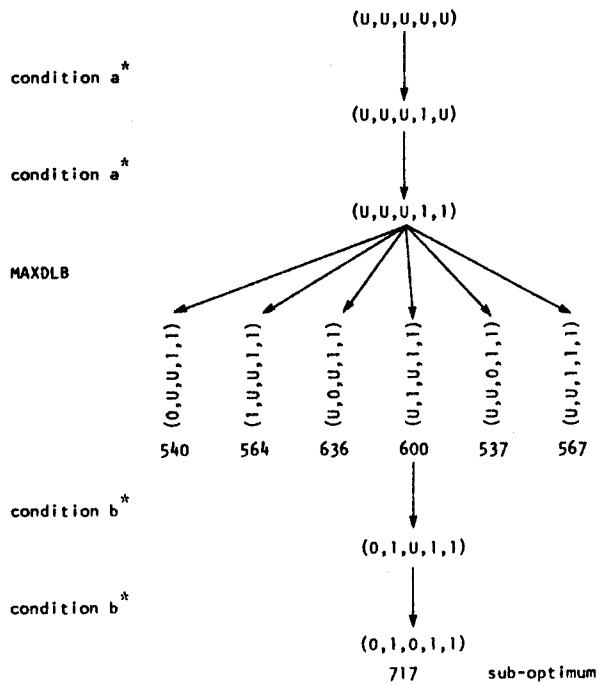 (U,U,U,U,U)
condition a*
(U,U,U,1,U)
condition a*
(U,U,U,1,1)
MAXDLB
(0,U,U,1,1)
(1,U,U,1,1)
(U,0,U,1,1)
(U,1,U,1,1)
(U,U,0,1,1)
(U,U,1,1,1)
540 564 636 600 537 567
condition b*
(0,1,U,1,1)
condition b*
(0,1,0,1,1)
717 sub-optimum